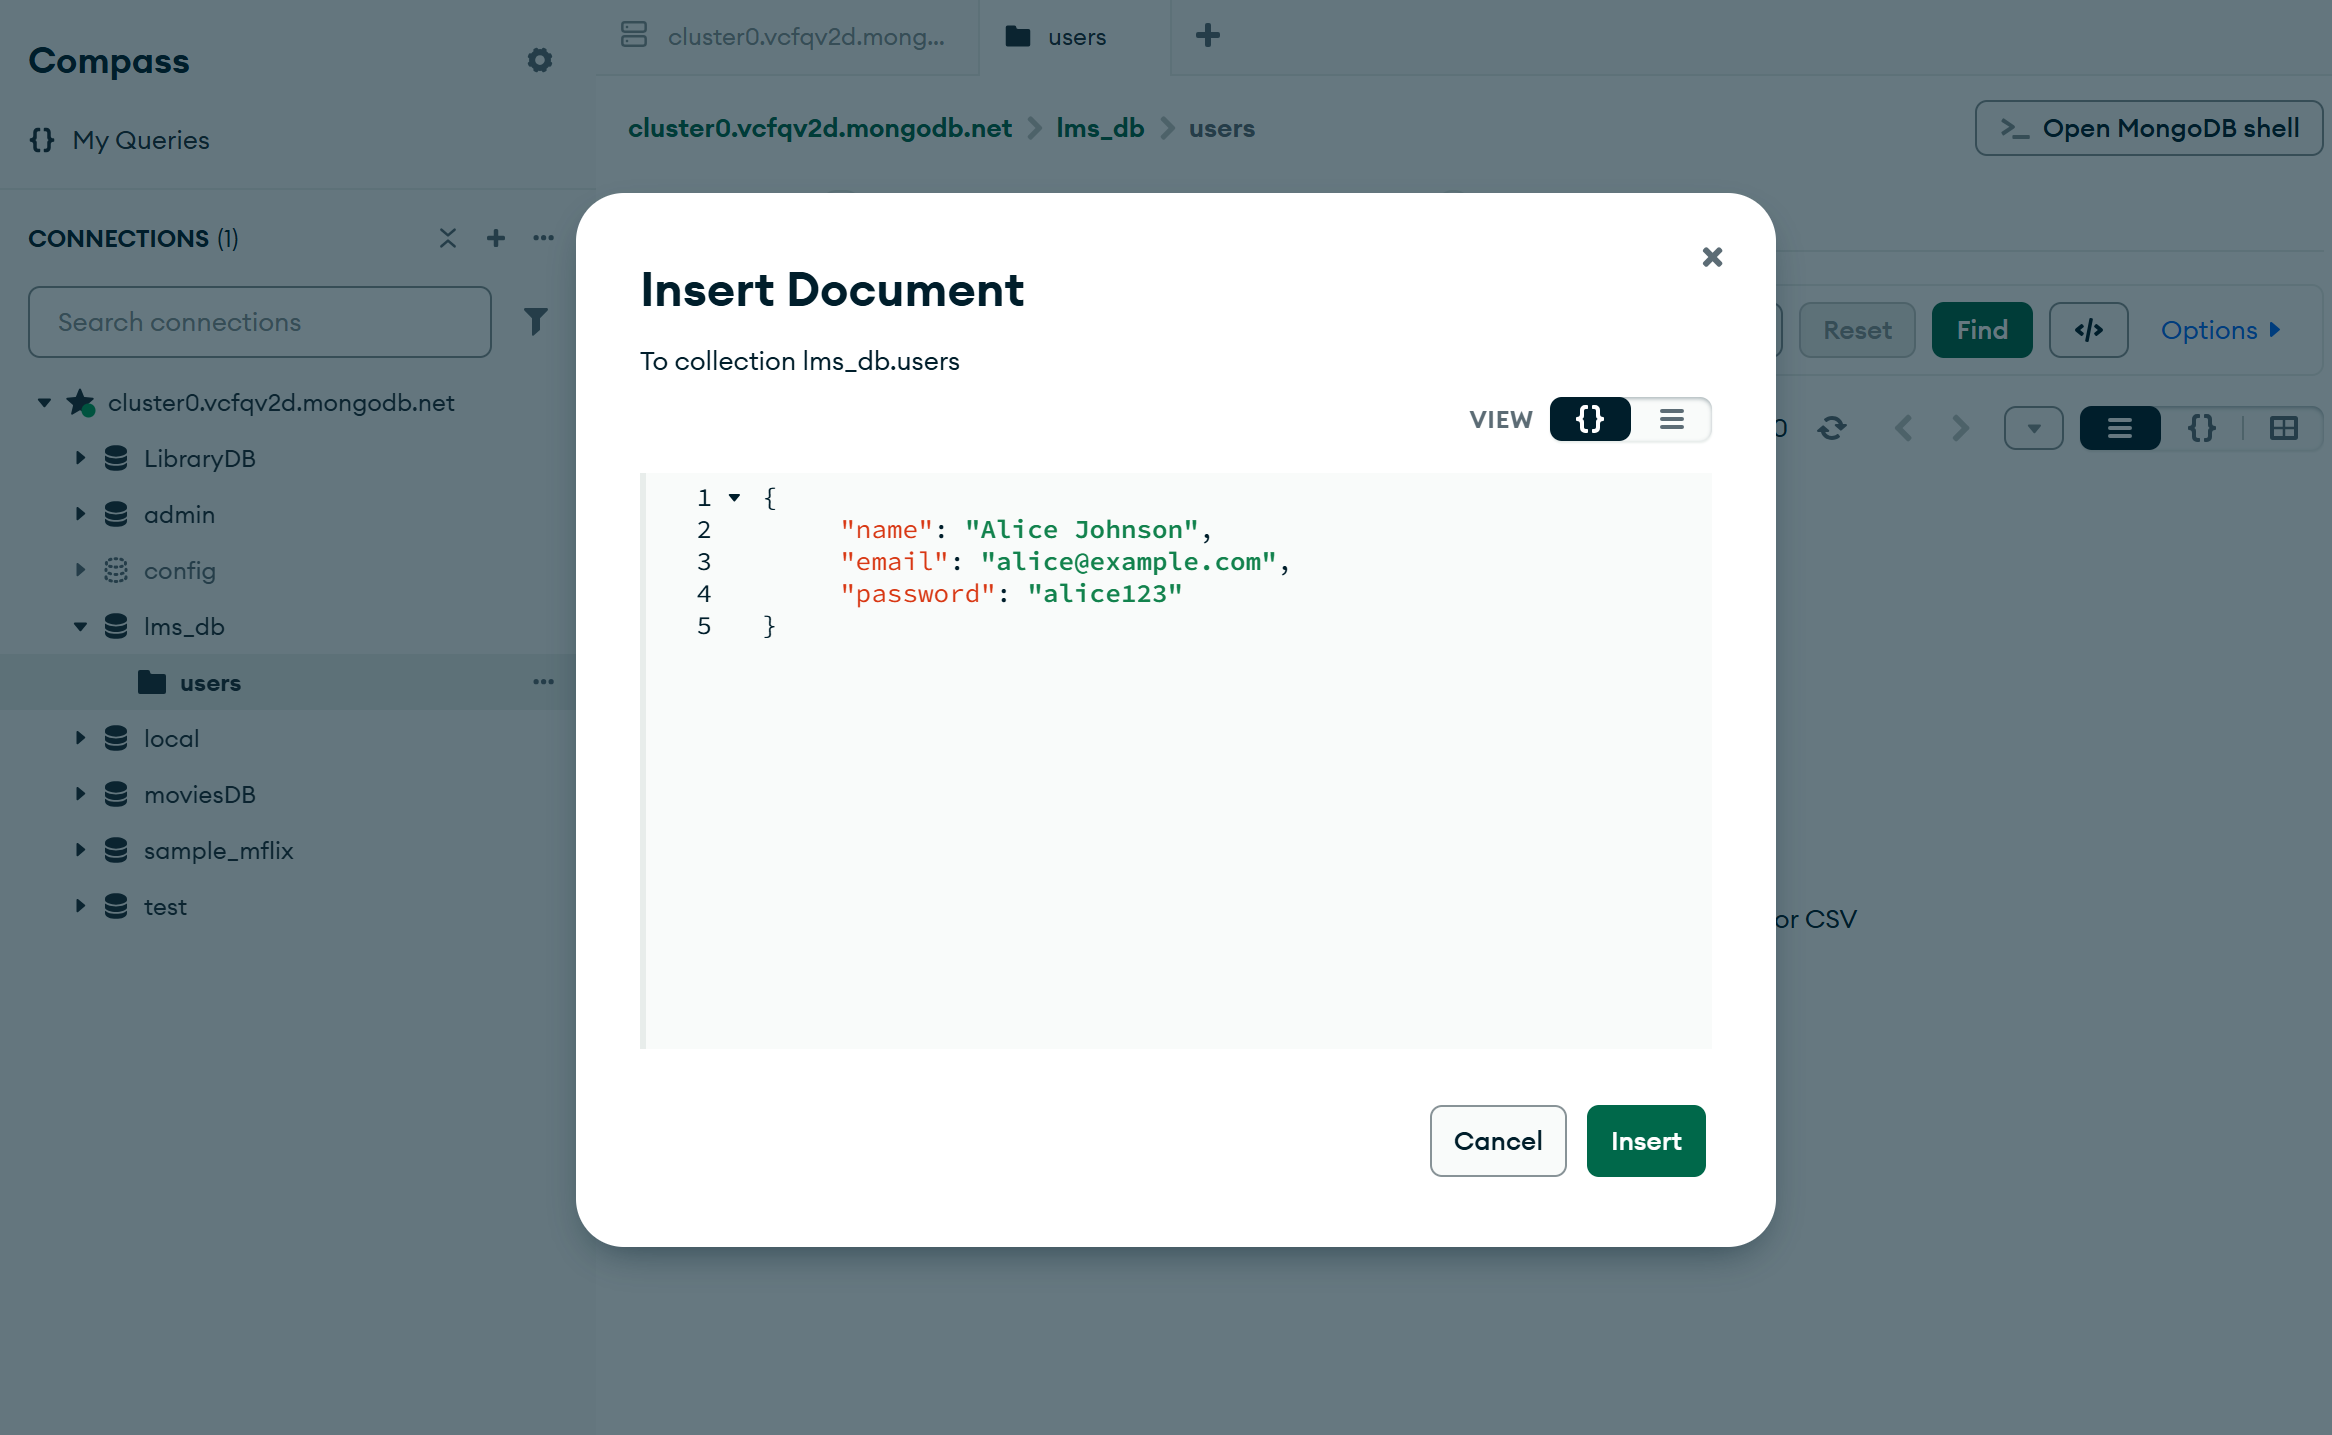 Compass
My Queries
CONNECTIONS (1)
Search connections
cluster0.vcfqv2d.mongodb.net
LibraryDB
admin
config
lms_db
users
local
moviesDB
sample_mflix
test
cluster0.vcfqv2d.mong...
users
cluster0.vcfqv2d.mongodb.net
lms_db
users
>_ Open MongoDB shell
Reset
Find
</>
Options
0
{}
or CSV
Insert Document
To collection lms_db.users
VIEW
{}
1 {
2 "name": "Alice Johnson",
3 "email": "alice@example.com",
4 "password": "alice123"
5 }
Cancel
Insert